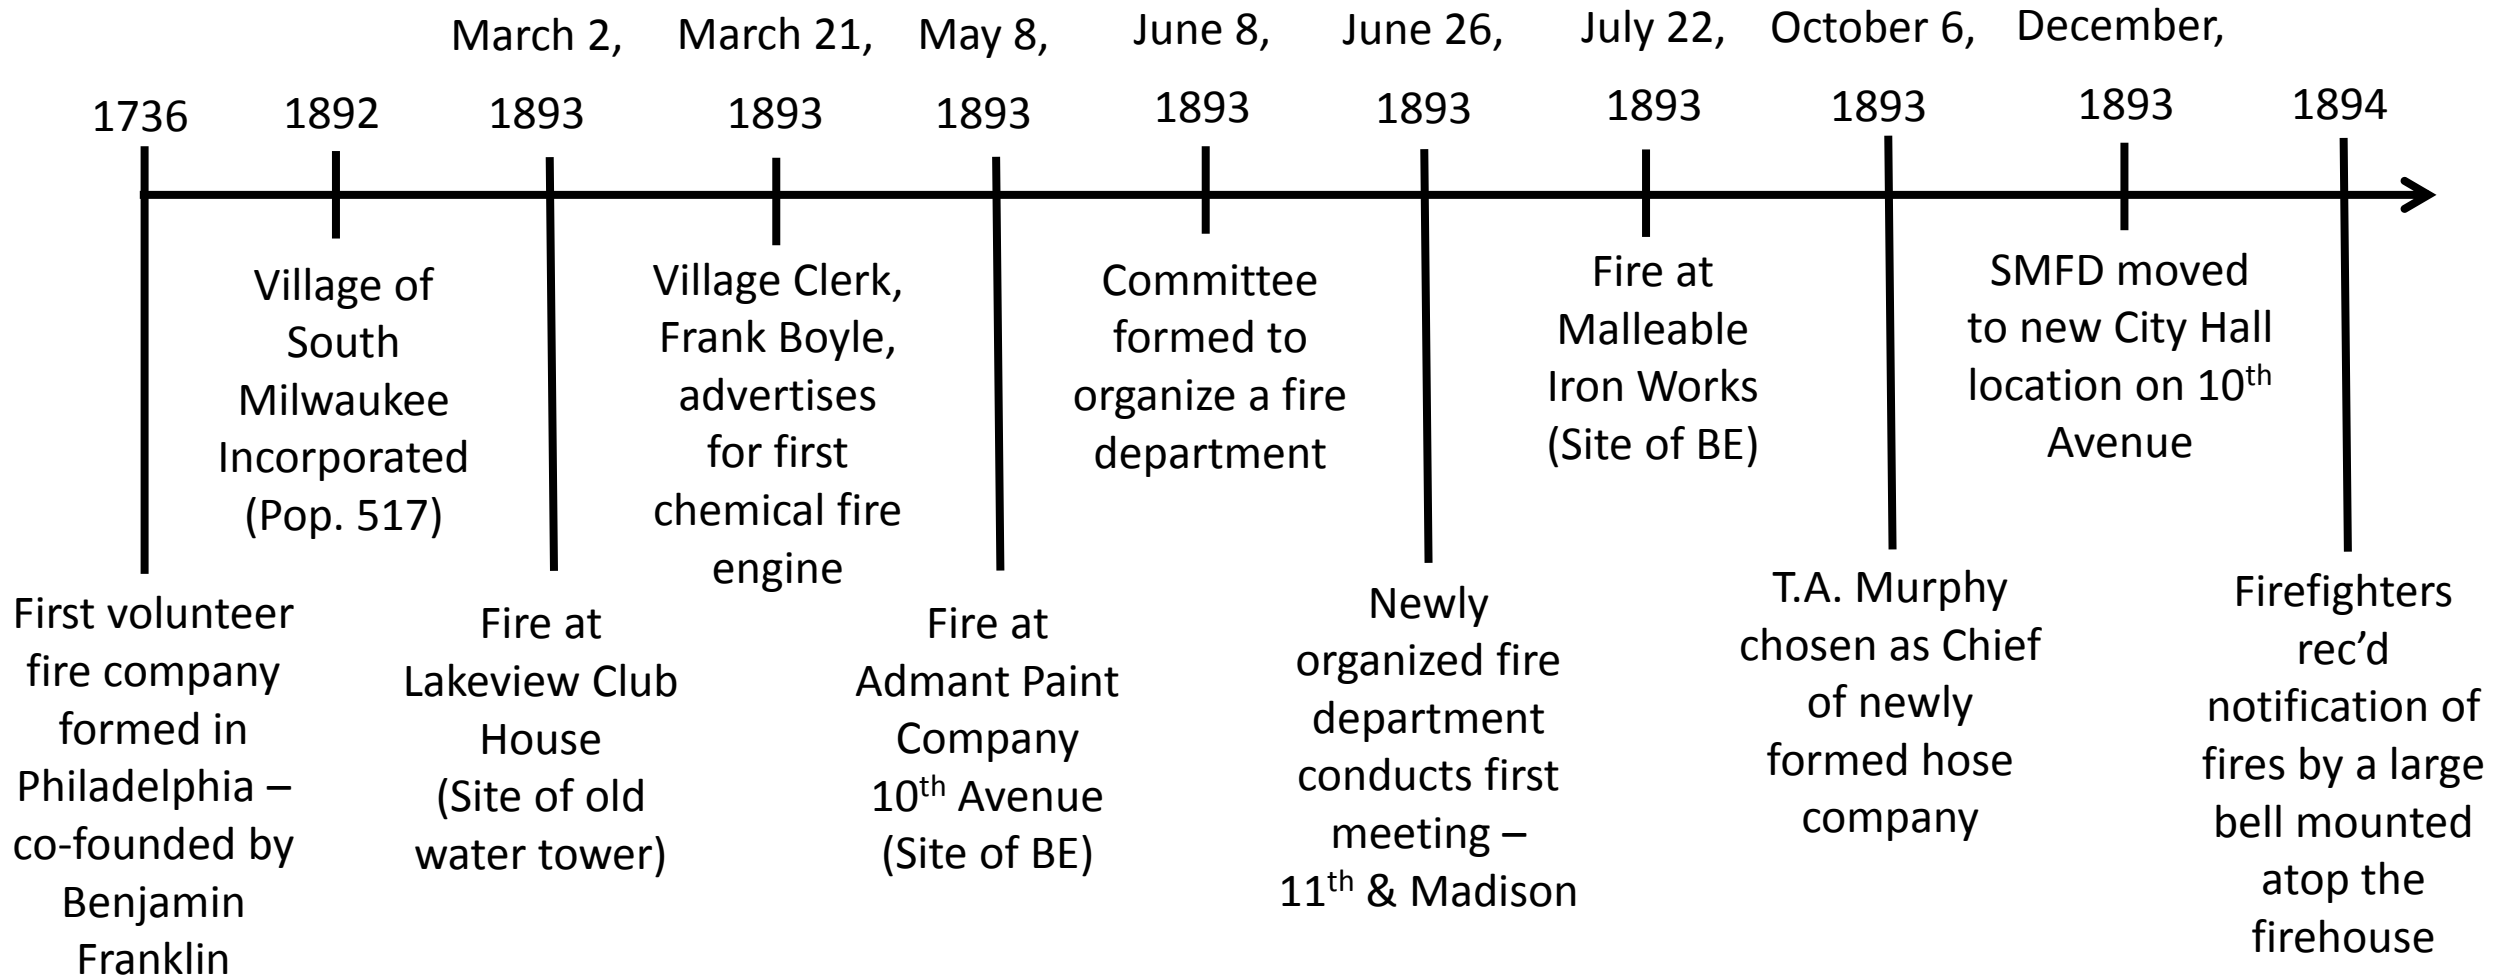 1736
First volunteer
fire company
formed in
Philadelphia –
co-founded by
Benjamin
Franklin
1892
Village of
South
Milwaukee
Incorporated
(Pop. 517)
March 2,
1893
Fire at
Lakeview Club
House
(Site of old
water tower)
March 21,
1893
Village Clerk,
Frank Boyle,
advertises
for first
chemical fire
engine
May 8,
1893
Fire at
Admant Paint
Company
10th Avenue
(Site of BE)
June 8,
1893
Committee
formed to
organize a fire
department
June 26,
1893
Newly
organized fire
department
conducts first
meeting –
11th & Madison
July 22,
1893
Fire at
Malleable
Iron Works
(Site of BE)
October 6,
1893
T.A. Murphy
chosen as Chief
of newly
formed hose
company
December,
1893
SMFD moved
to new City Hall
location on 10th
Avenue
1894
Firefighters
rec’d
notification of
fires by a large
bell mounted
atop the
firehouse